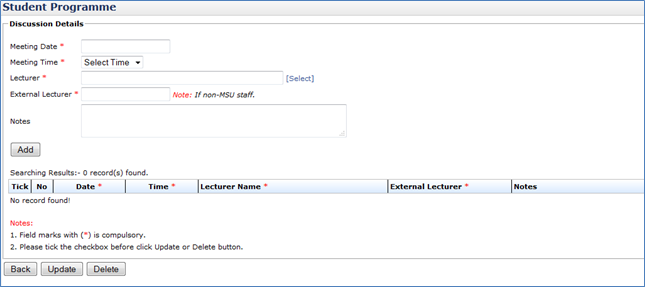 Student Programme
Discussion Details
Meeting Date *
Meeting Time * Select Time
Lecturer * [Select]
External Lecturer * Note: If non-MSU staff.
Notes
Add
Searching Results:- 0 record(s) found.
Tick No Date * Time * Lecturer Name * External Lecturer * Notes
No record found!
Notes:
1. Field marks with (*) is compulsory.
2. Please tick the checkbox before click Update or Delete button.
Back Update Delete